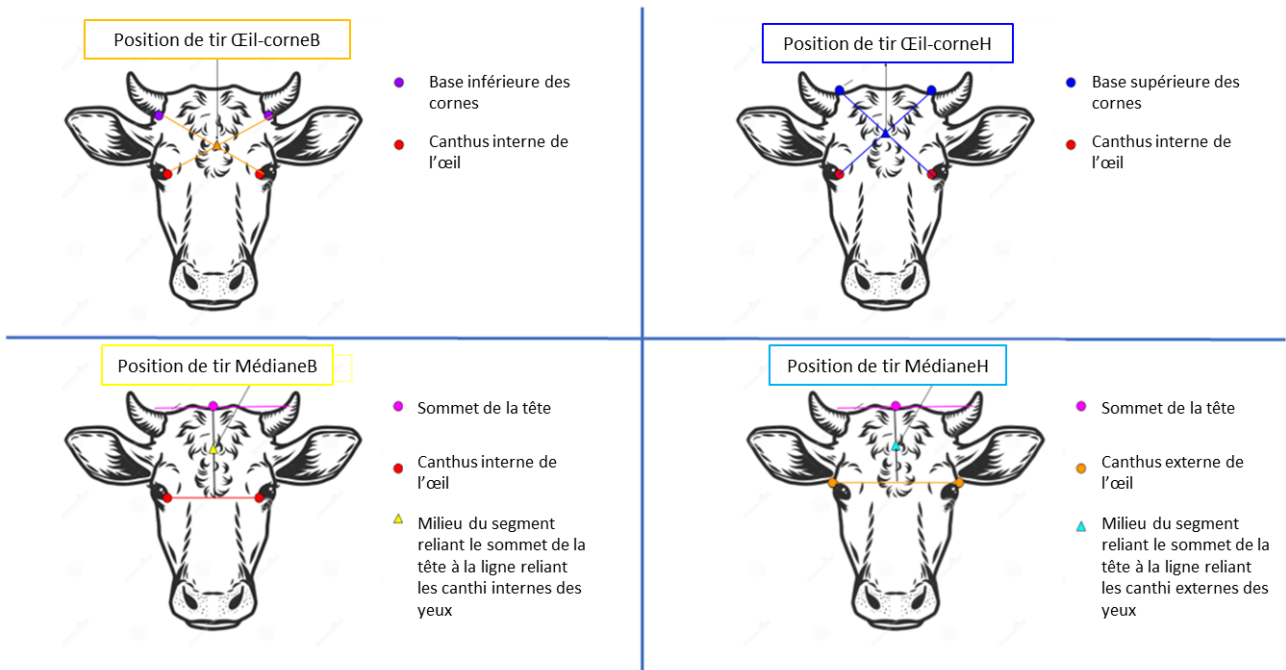 Position de tir Œil-corneB
Base inférieure des
cornes
Canthus interne de
l’œil
Position de tir Œil-corneH
Base supérieure des
cornes
Canthus interne de
l’œil
Position de tir MédianeB
Sommet de la tête
Canthus interne de
l’œil
Milieu du segment
reliant le sommet de la
tête à la ligne reliant
les canthi internes des
yeux
Position de tir MédianeH
Sommet de la tête
Canthus externe de
l’œil
Milieu du segment
reliant le sommet de la
tête à la ligne reliant
les canthi externes des
yeux